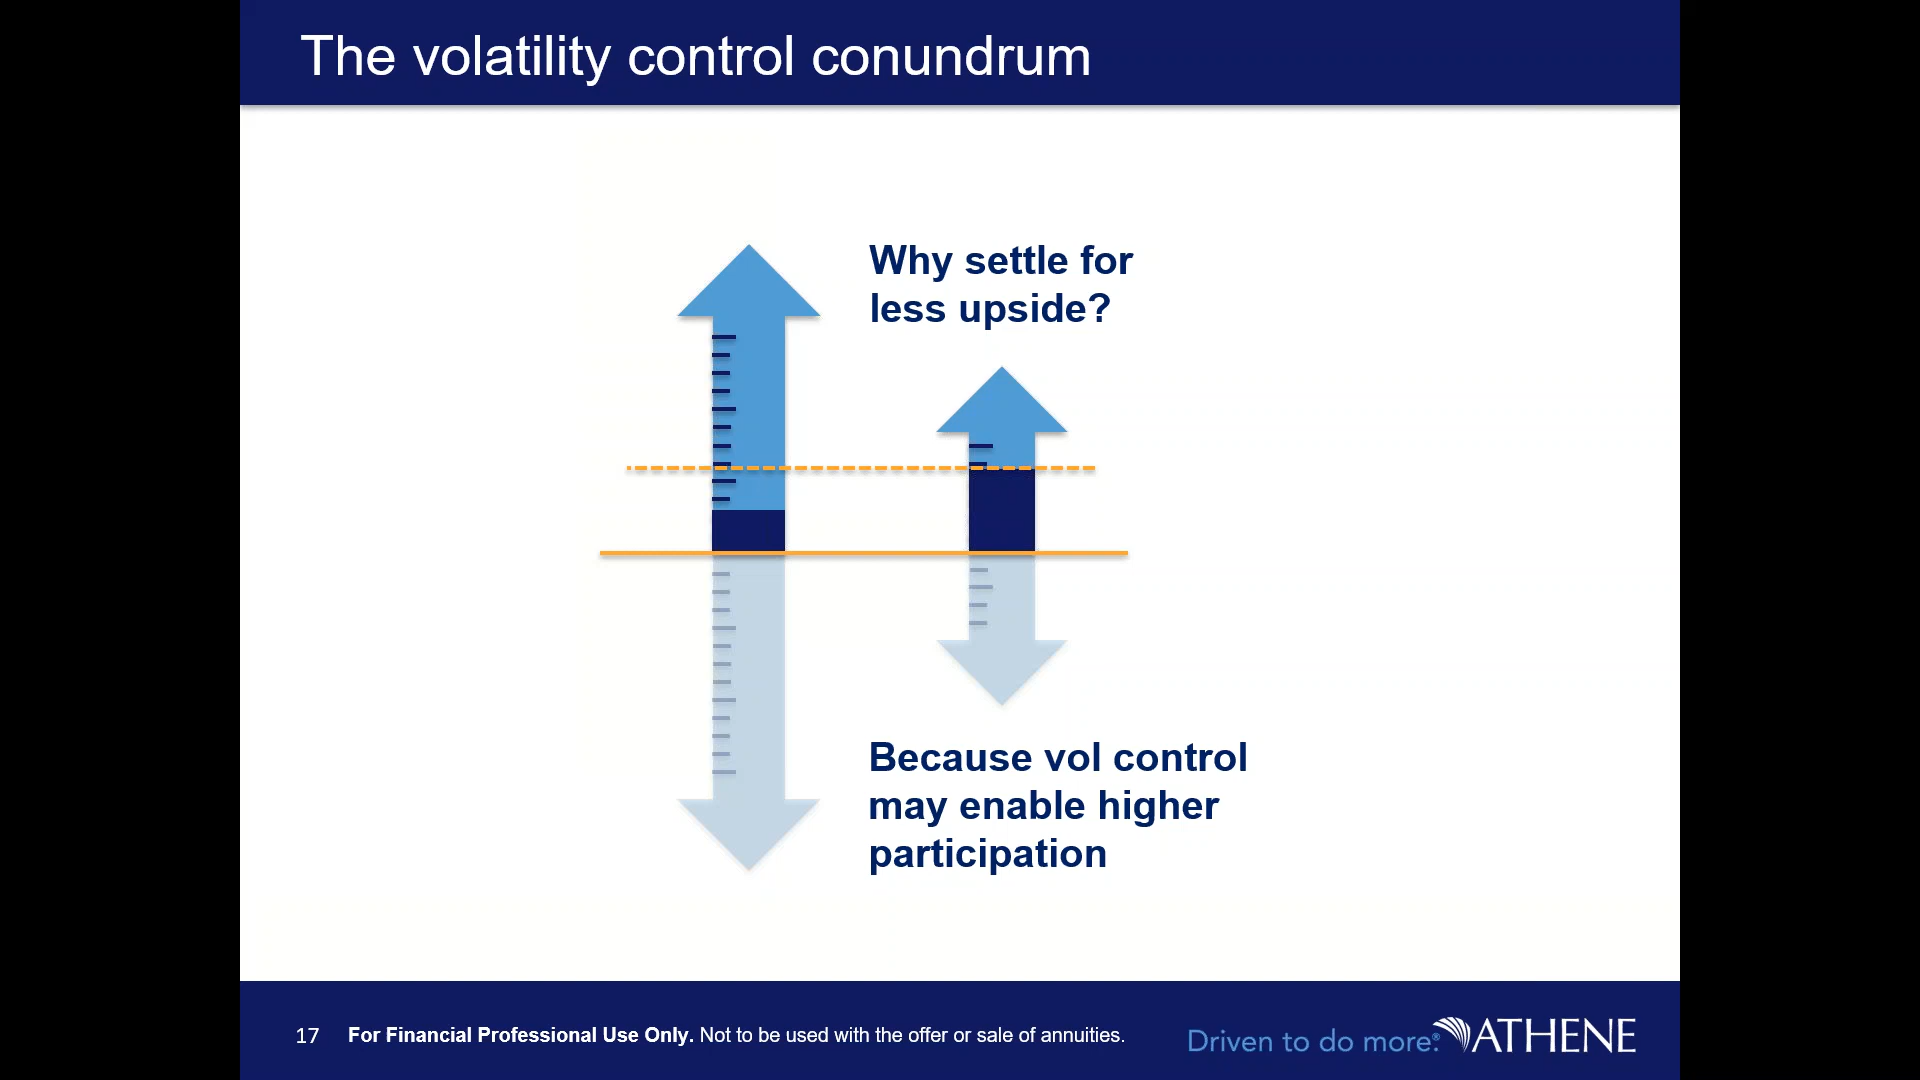 The volatility control conundrum
Why settle for
less upside?
Because vol control
may enable higher
participation
17 For Financial Professional Use Only. Not to be used with the offer or sale of annuities.
Driven to do more.® ATHENE